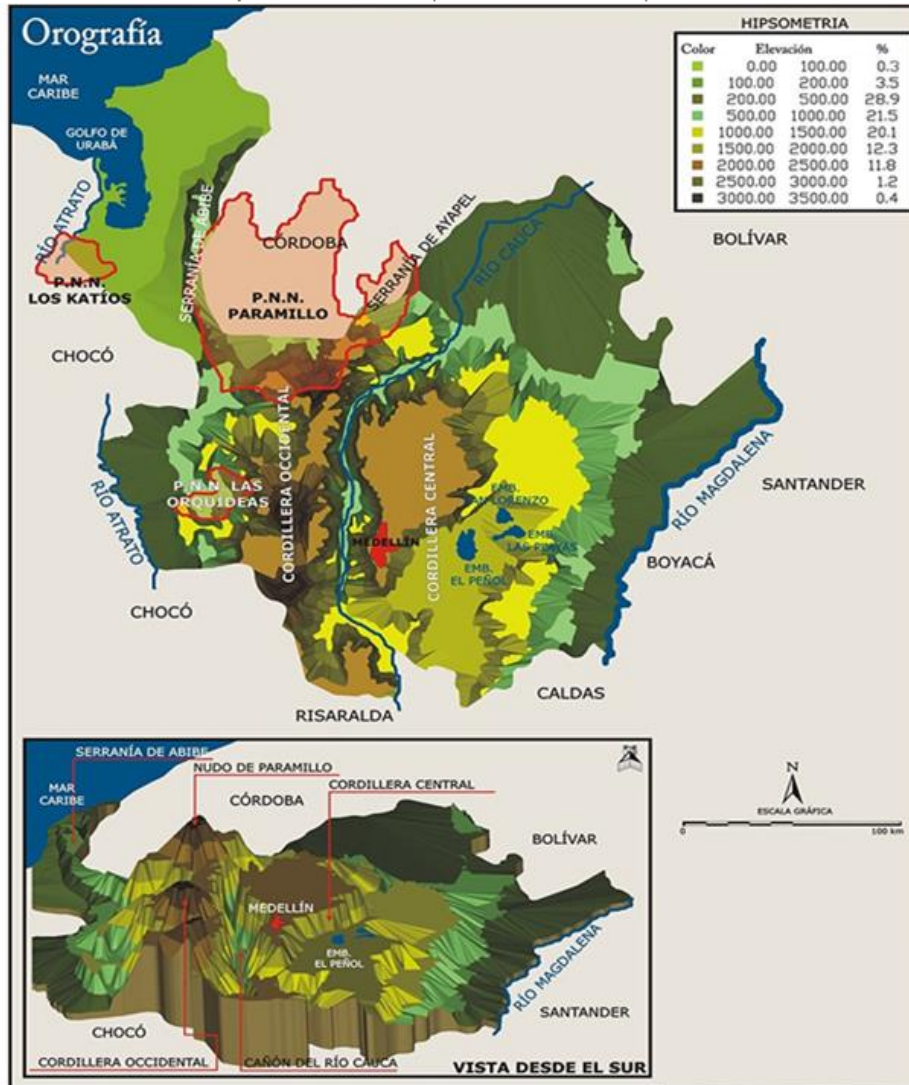 Orografía
HIPSOMETRIA
Color Elevación %
0.00 100.00 0.3
100.00 200.00 3.5
200.00 500.00 28.9
500.00 1000.00 21.5
1000.00 1500.00 20.1
1500.00 2000.00 12.3
2000.00 2500.00 11.8
2500.00 3000.00 1.2
3000.00 3500.00 0.4
MAR
CARIBE
GOLFO DE
URABÁ
RÍO ATRATO
P.N.N.
LOS KATÍOS
SERRANÍA DE ABIBE
CÓRDOBA
P.N.N.
PARAMILLO
SERRANÍA DE AYAPEL
RÍO CAUCA
BOLÍVAR
CHOCÓ
RÍO ATRATO
P.N.N. LAS
ORQUÍDEAS
CORDILLERA OCCIDENTAL
MEDELLÍN
CORDILLERA CENTRAL
EMB.
SAN LORENZO
EMB.
LAS PLAYAS
EMB.
EL PEÑOL
RÍO MAGDALENA
SANTANDER
BOYACÁ
CHOCÓ
CALDAS
RISARALDA
SERRANÍA DE ABIBE
NUDO DE PARAMILLO
CORDILLERA CENTRAL
MAR
CARIBE
CÓRDOBA
BOLÍVAR
MEDELLÍN
EMB.
EL PEÑOL
RÍO MAGDALENA
SANTANDER
CHOCÓ
CORDILLERA OCCIDENTAL
CAÑÓN DEL RÍO CAUCA
VISTA DESDE EL SUR
N
ESCALA GRÁFICA
0 100 km